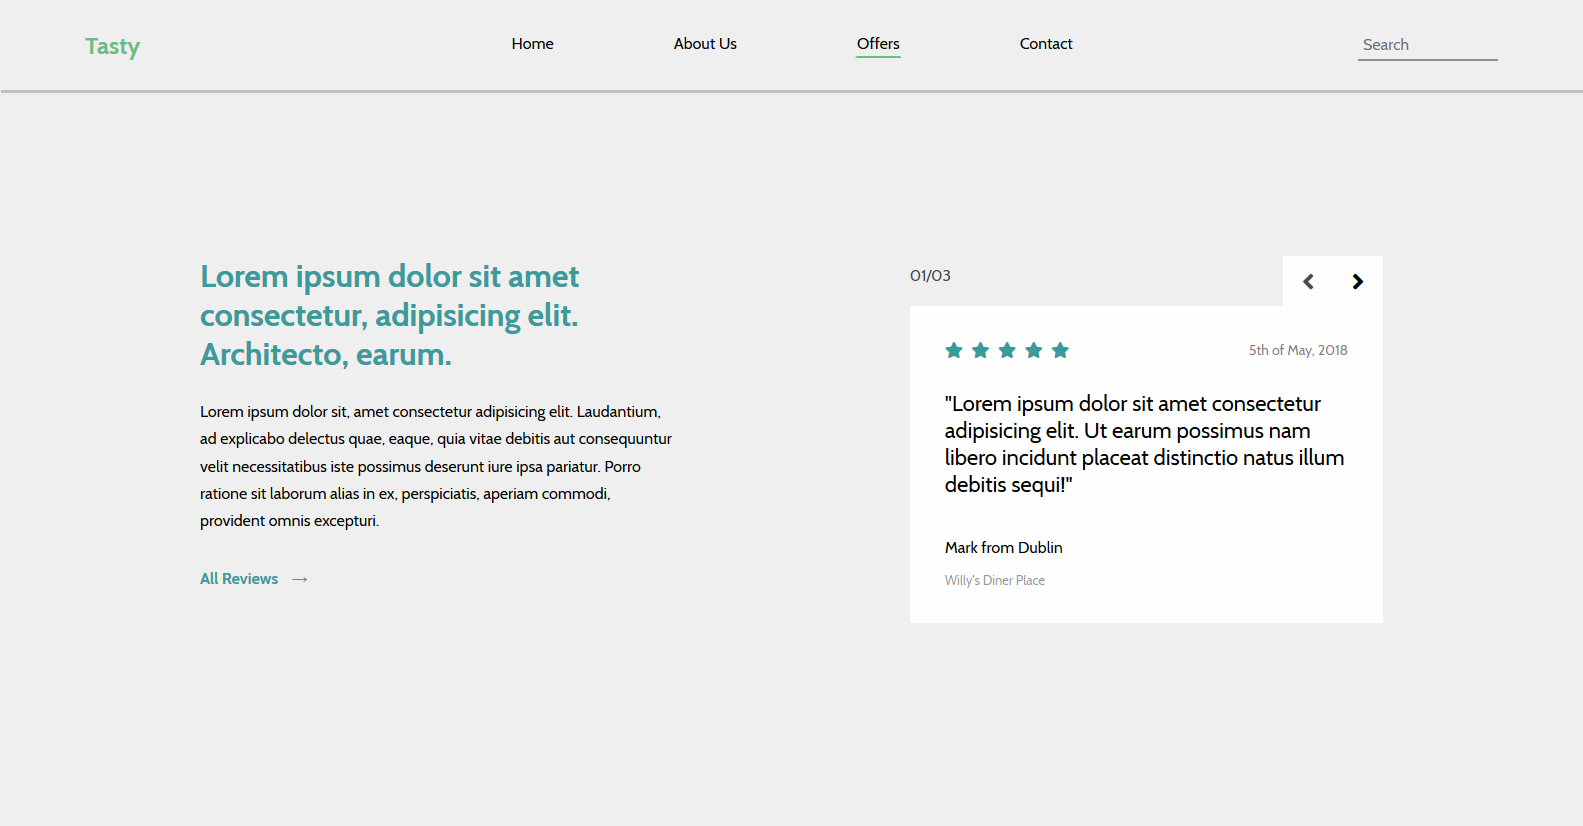 Tasty
Home
About Us
Offers
Contact
Search
Lorem ipsum dolor sit amet
consectetur, adipisicing elit.
Architecto, earum.
Lorem ipsum dolor sit, amet consectetur adipisicing elit. Laudantium,
ad explicabo delectus quae, eaque, quia vitae debitis aut consequuntur
velit necessitatibus iste possimus deserunt iure ipsa pariatur. Porro
ratione sit laborum alias in ex, perspiciatis, aperiam commodi,
provident omnis excepturi.
All Reviews →
01/03
5th of May, 2018
"Lorem ipsum dolor sit amet consectetur
adipisicing elit. Ut earum possimus nam
libero incidunt placeat distinctio natus illum
debitis sequi!"
Mark from Dublin
Willy's Diner Place